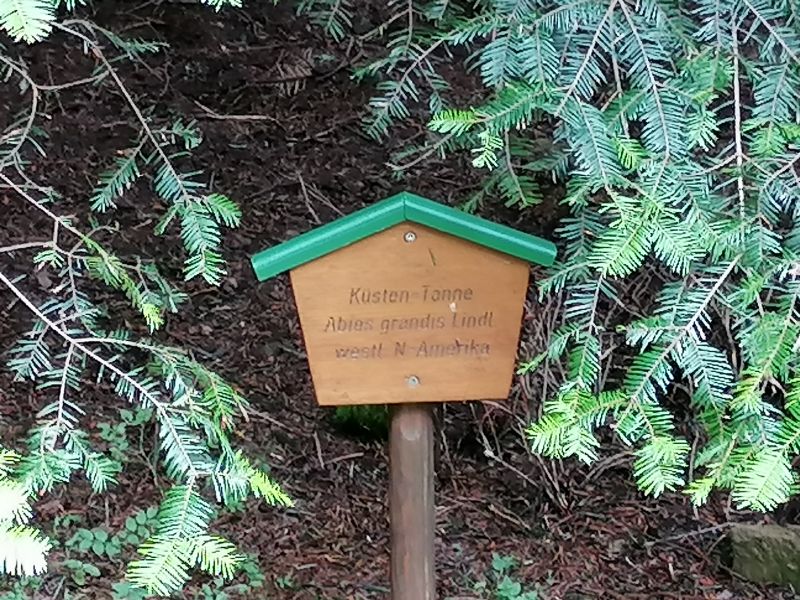 Küsten-Tanne
Abies grandis Lindl
westl. N-Amerika